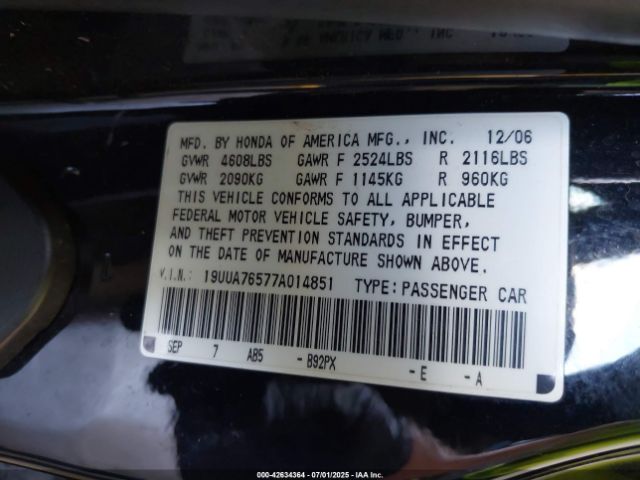 MFD. BY HONDA OF AMERICA MFG., INC. 12/06
GVWR 4608LBS GAWR F 2524LBS R 2116LBS
GVWR 2090KG GAWR F 1145KG R 960KG
THIS VEHICLE CONFORMS TO ALL APPLICABLE
FEDERAL MOTOR VEHICLE SAFETY, BUMPER,
AND THEFT PREVENTION STANDARDS IN EFFECT
ON THE DATE OF MANUFACTURE SHOWN ABOVE.
V.I.N.: 19UUA76577A014851 TYPE:PASSENGER CAR
SEP 7 AB5 -B92PX -E -A
000-42634364 | 07/01/2025 | IAA Inc.